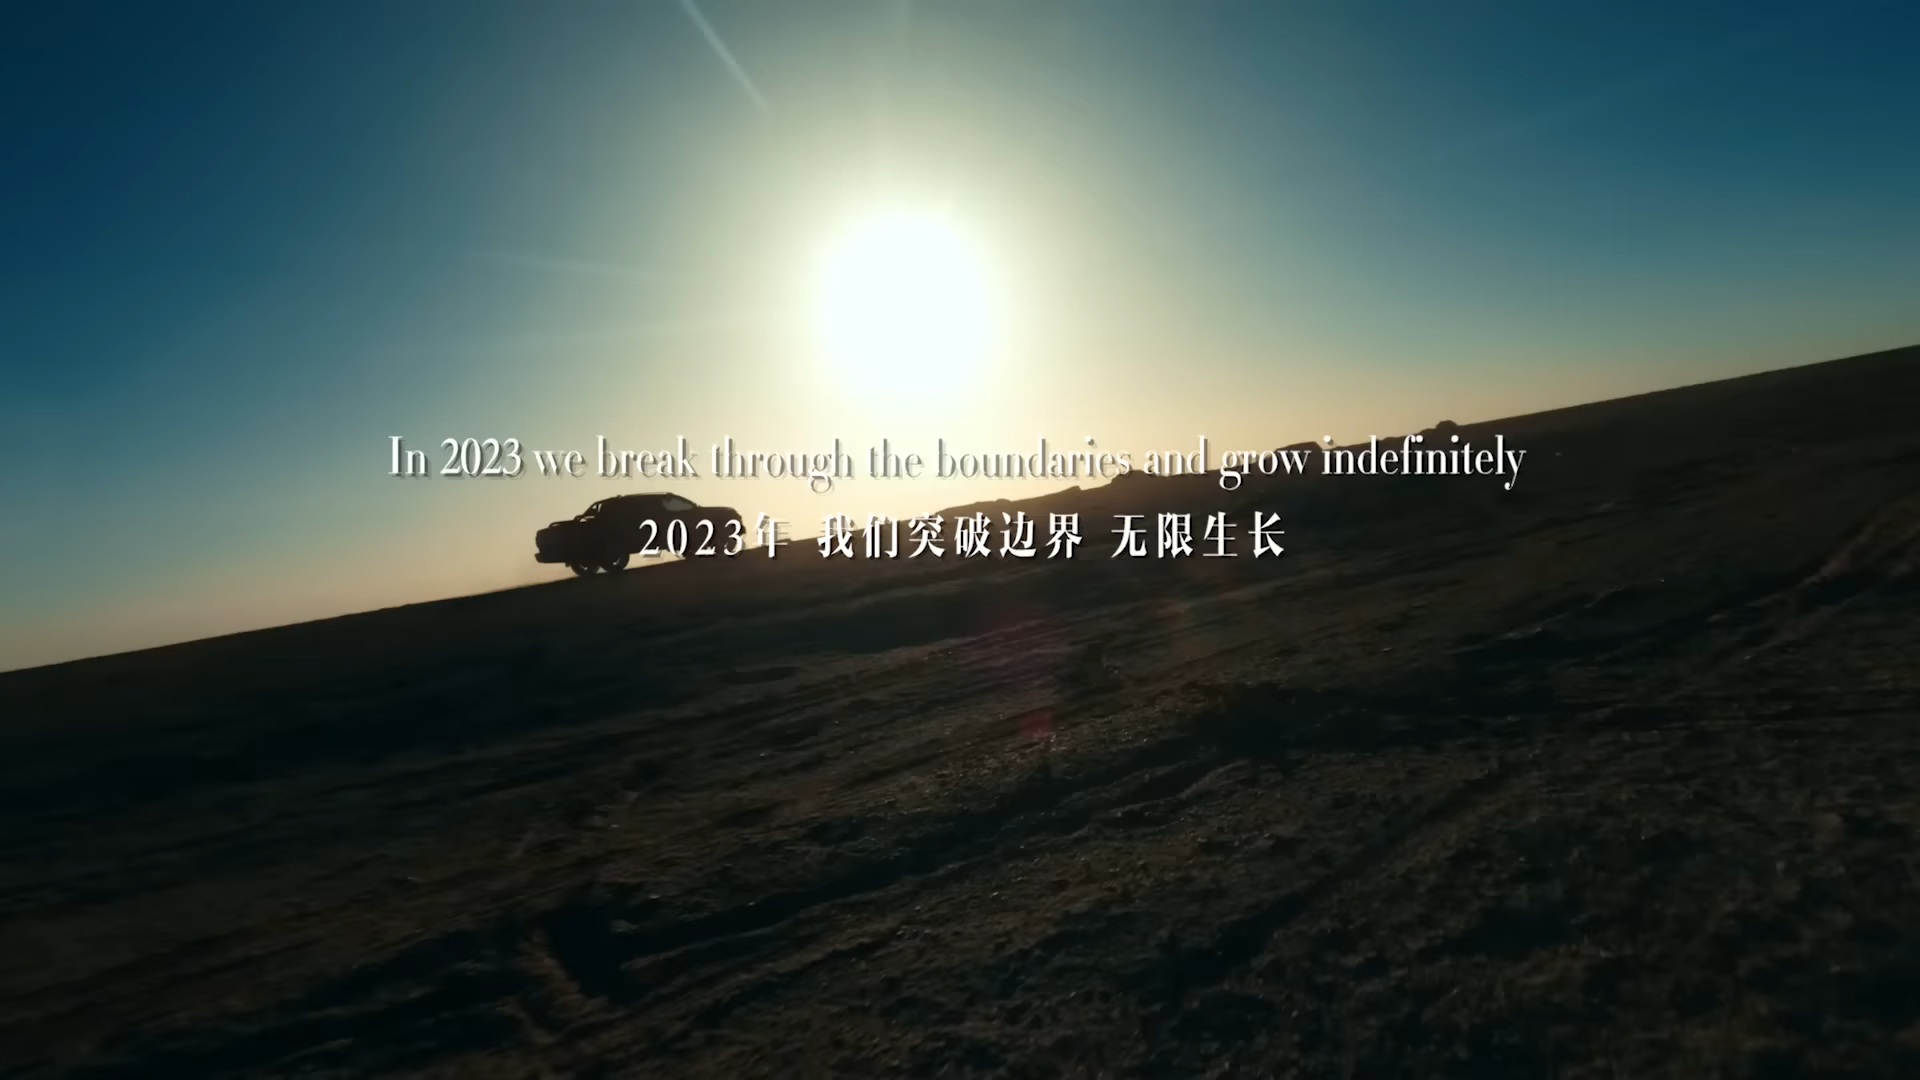 In 2023 we break through the boundaries and grow indefinitely
2023年 我们突破边界 无限生长